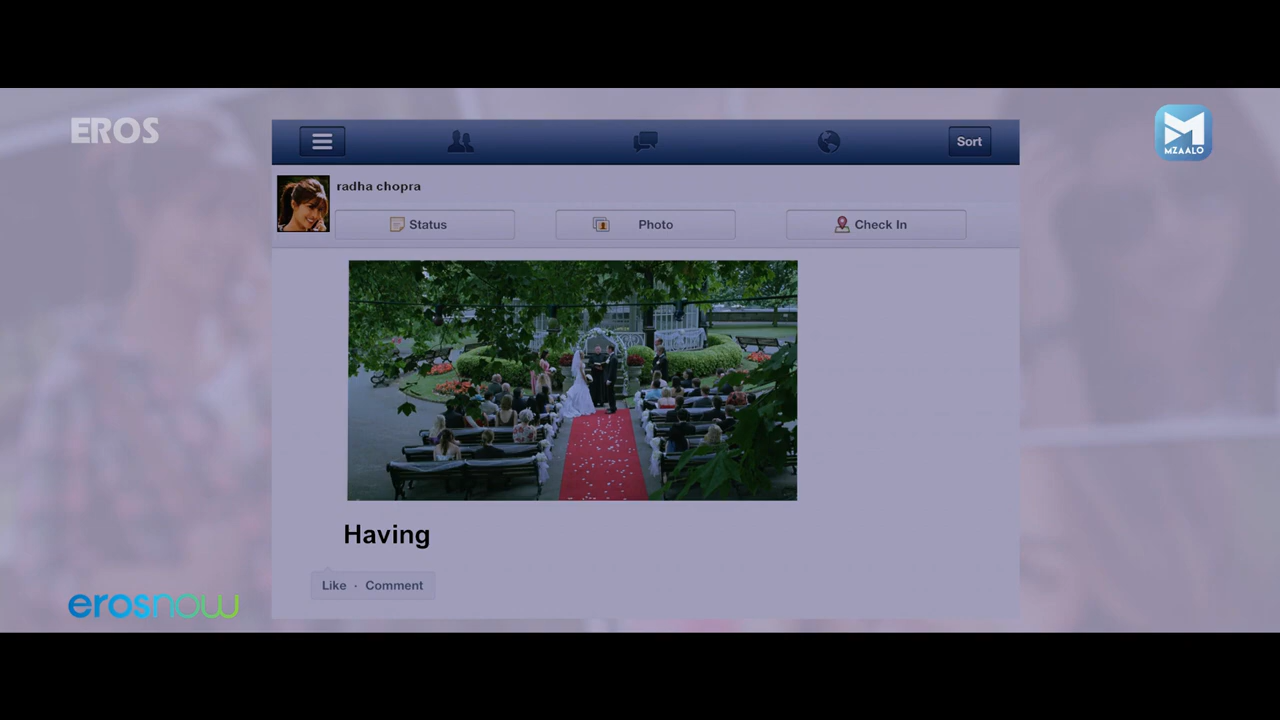 EROS
MZAALO
Sort
radha chopra
Status
Photo
Check In
Having
Like · Comment
erosnow